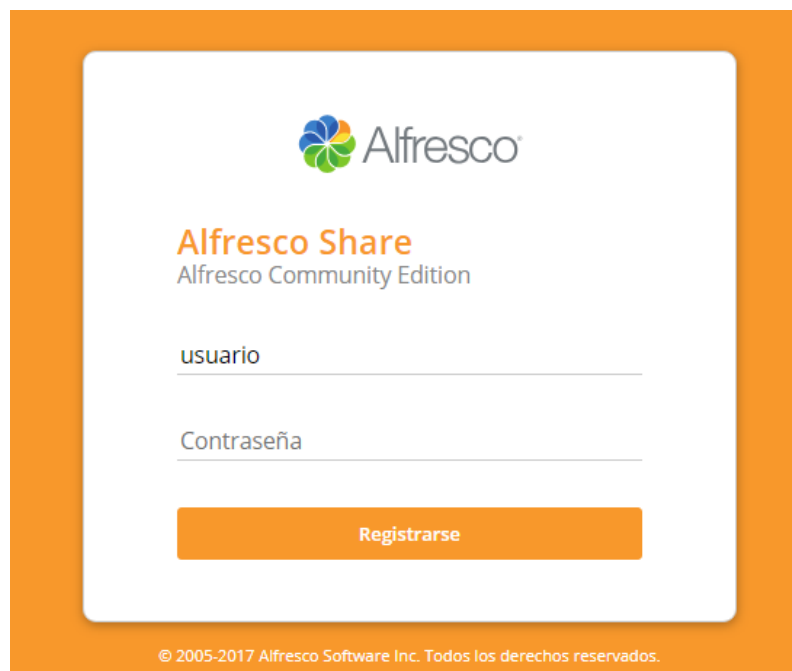 Alfresco
Alfresco Share
Alfresco Community Edition
usuario
Contraseña
Registrarse
© 2005-2017 Alfresco Software Inc. Todos los derechos reservados.